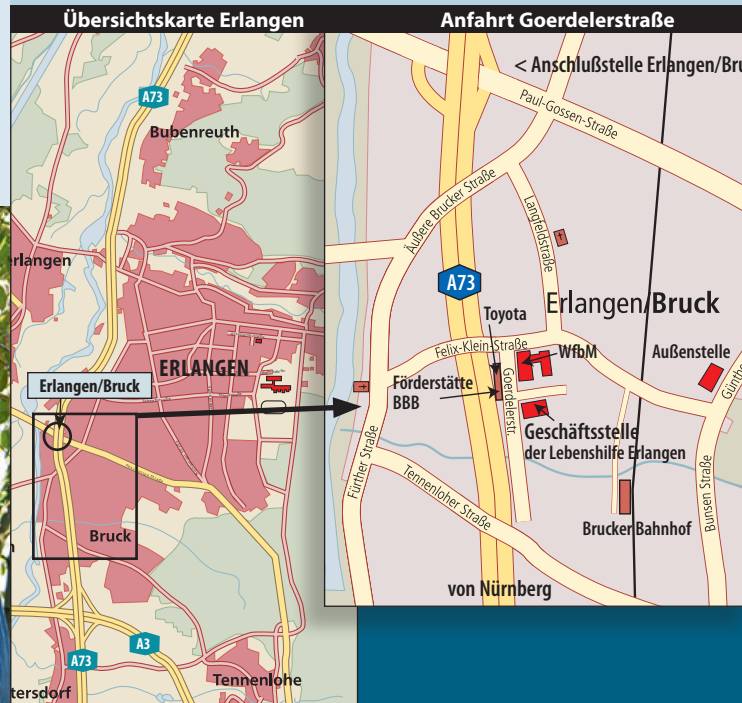 Übersichtskarte Erlangen
A73
Bubenreuth
erlangen
ERLANGEN
Erlangen/Bruck
Bruck
A3
A73
tersdorf
Tennenlohe
Anfahrt Goerdelerstraße
< Anschlußstelle Erlangen/Bru
Paul-Gossen-Straße
Äußere Brucker Straße
Langfeldstraße
A73
Toyota
Erlangen/Bruck
Felix-Klein-Straße
WfbM
Außenstelle
Förderstätte
BBB
Goerdelerstr.
Günthe
Geschäftsstelle
der Lebenshilfe Erlangen
Fürther Straße
Tennenloher Straße
Bunsen Straße
Brucker Bahnhof
von Nürnberg